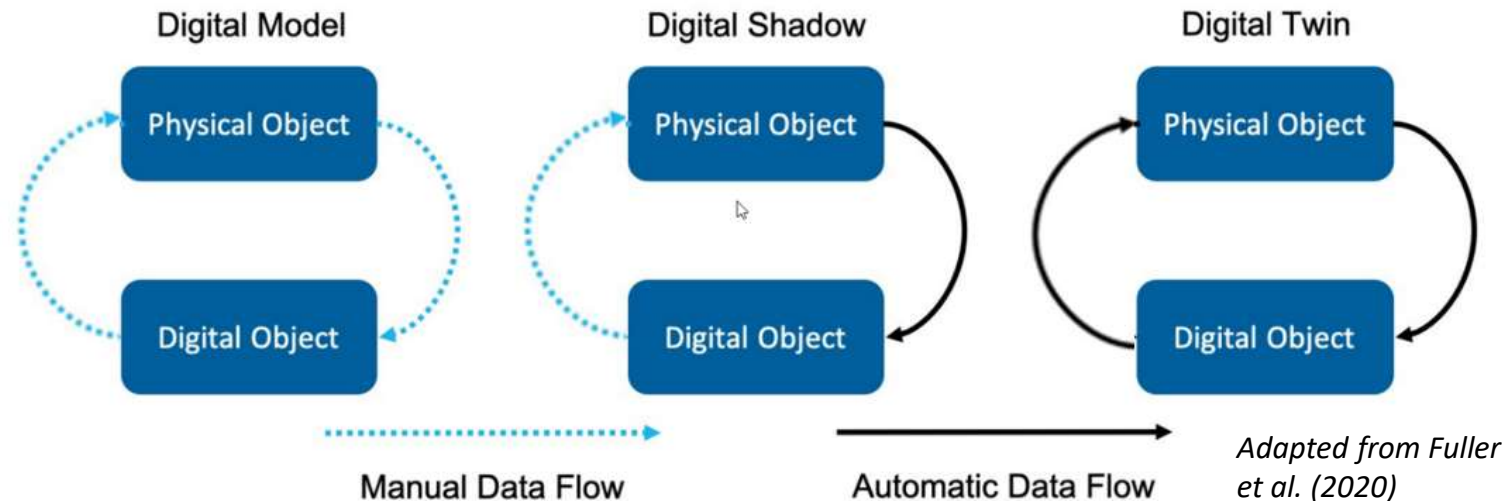 Digital Model
Digital Shadow
Digital Twin
Physical Object
Physical Object
Physical Object
Digital Object
Digital Object
Digital Object
Manual Data Flow
Automatic Data Flow
Adapted from Fuller
et al. (2020)